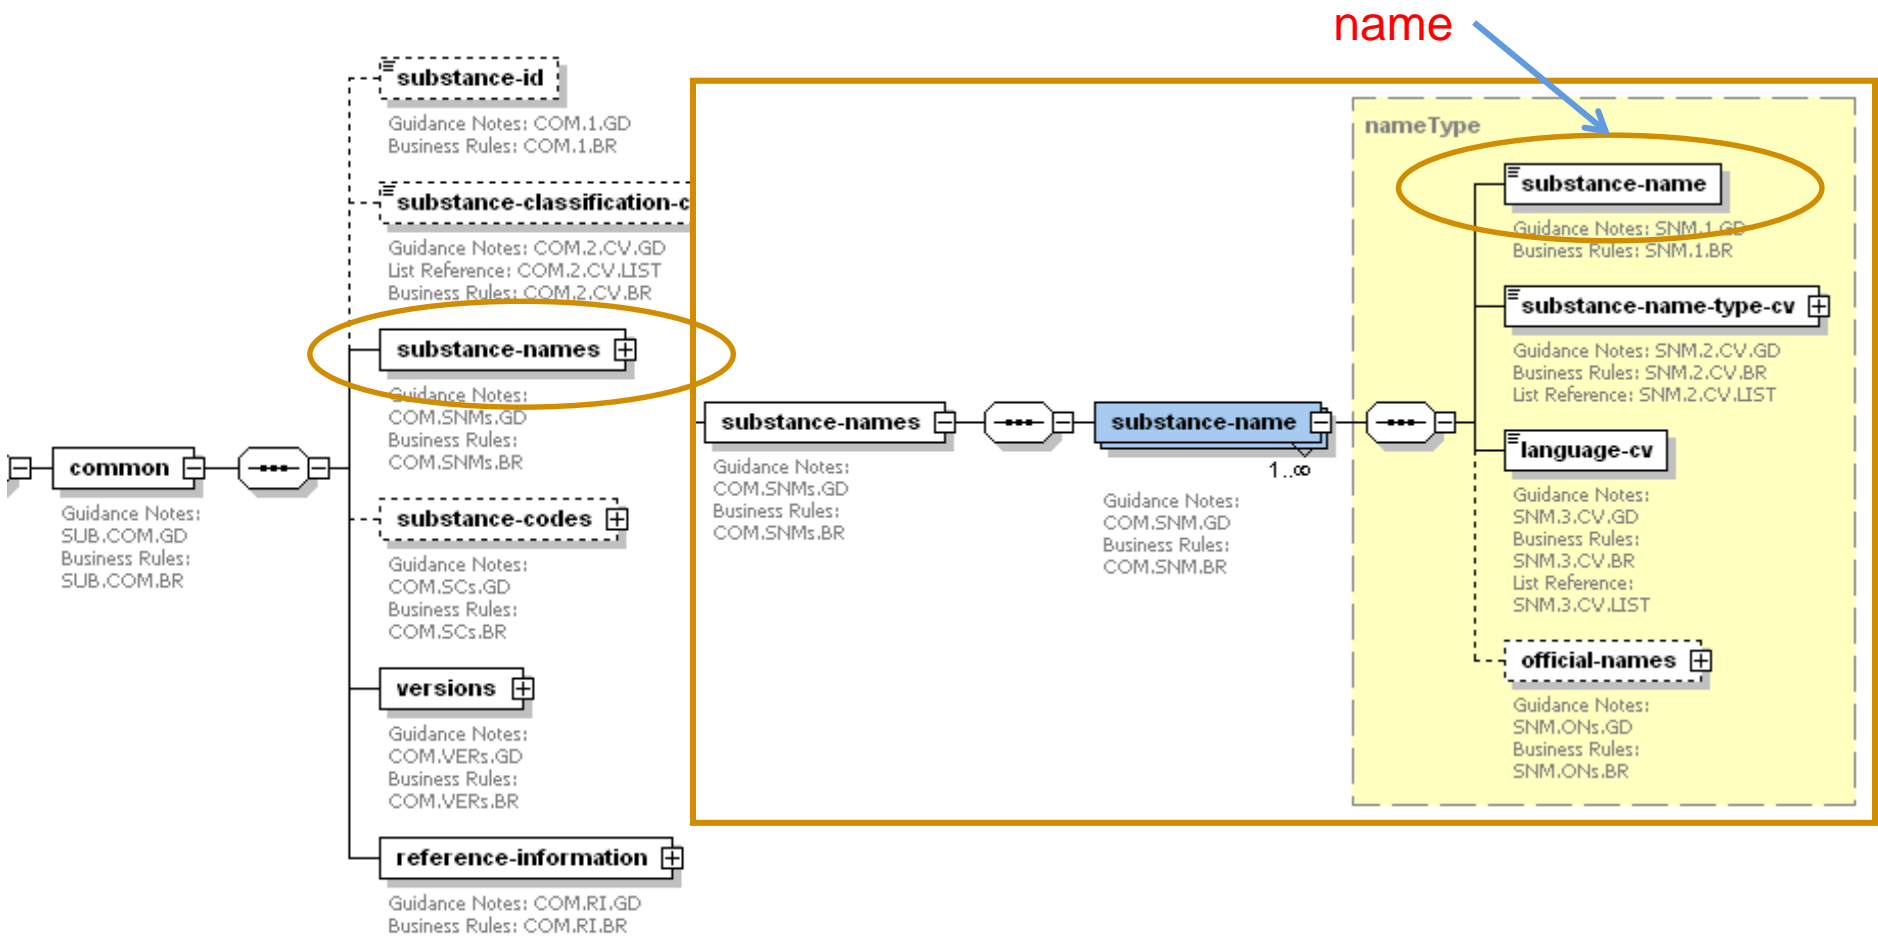 name
substance-id
Guidance Notes: COM.1.GD
Business Rules: COM.1.BR
substance-classification-c
Guidance Notes: COM.2.CV.GD
List Reference: COM.2.CV.LIST
Business Rules: COM.2.CV.BR
substance-names
Guidance Notes:
COM.SNMs.GD
Business Rules:
COM.SNMs.BR
common
Guidance Notes:
SUB.COM.GD
Business Rules:
SUB.COM.BR
substance-codes
Guidance Notes:
COM.SCs.GD
Business Rules:
COM.SCs.BR
versions
Guidance Notes:
COM.VERs.GD
Business Rules:
COM.VERs.BR
reference-information
Guidance Notes: COM.RI.GD
Business Rules: COM.RI.BR
substance-names
Guidance Notes:
COM.SNMs.GD
Business Rules:
COM.SNMs.BR
substance-name
1..∞
Guidance Notes:
COM.SNM.GD
Business Rules:
COM.SNM.BR
nameType
substance-name
Guidance Notes: SNM.1.GD
Business Rules: SNM.1.BR
substance-name-type-cv
Guidance Notes: SNM.2.CV.GD
Business Rules: SNM.2.CV.BR
List Reference: SNM.2.CV.LIST
language-cv
Guidance Notes:
SNM.3.CV.GD
Business Rules:
SNM.3.CV.BR
List Reference:
SNM.3.CV.LIST
official-names
Guidance Notes:
SNM.ONs.GD
Business Rules:
SNM.ONs.BR